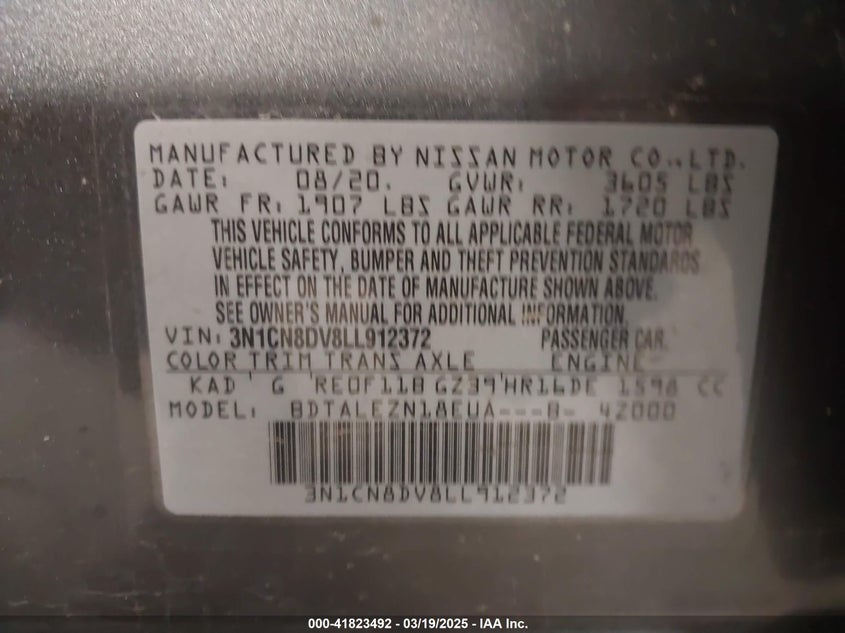 MANUFACTURED BY NISSAN MOTOR CO., LTD.
DATE: 08/20. GVWR: 3605 LBS
GAWR FR: 1907 LBS GAWR RR: 1720 LBS
THIS VEHICLE CONFORMS TO ALL APPLICABLE FEDERAL MOTOR
VEHICLE SAFETY, BUMPER AND THEFT PREVENTION STANDARDS
IN EFFECT ON THE DATE OF MANUFACTURE SHOWN ABOVE.
SEE OWNER'S MANUAL FOR ADDITIONAL INFORMATION.
VIN: 3N1CN8DV8LL912372 PASSENGER CAR.
COLOR TRIM TRANS AXLE ENGINE
KAD G RE0F11B GZ39 HR16DE 1598 CC
MODEL: BDTALEZN18EUA---B- 4Z000
3N1CN8DV8LL912372
000-41823492 - 03/19/2025 - IAA Inc.